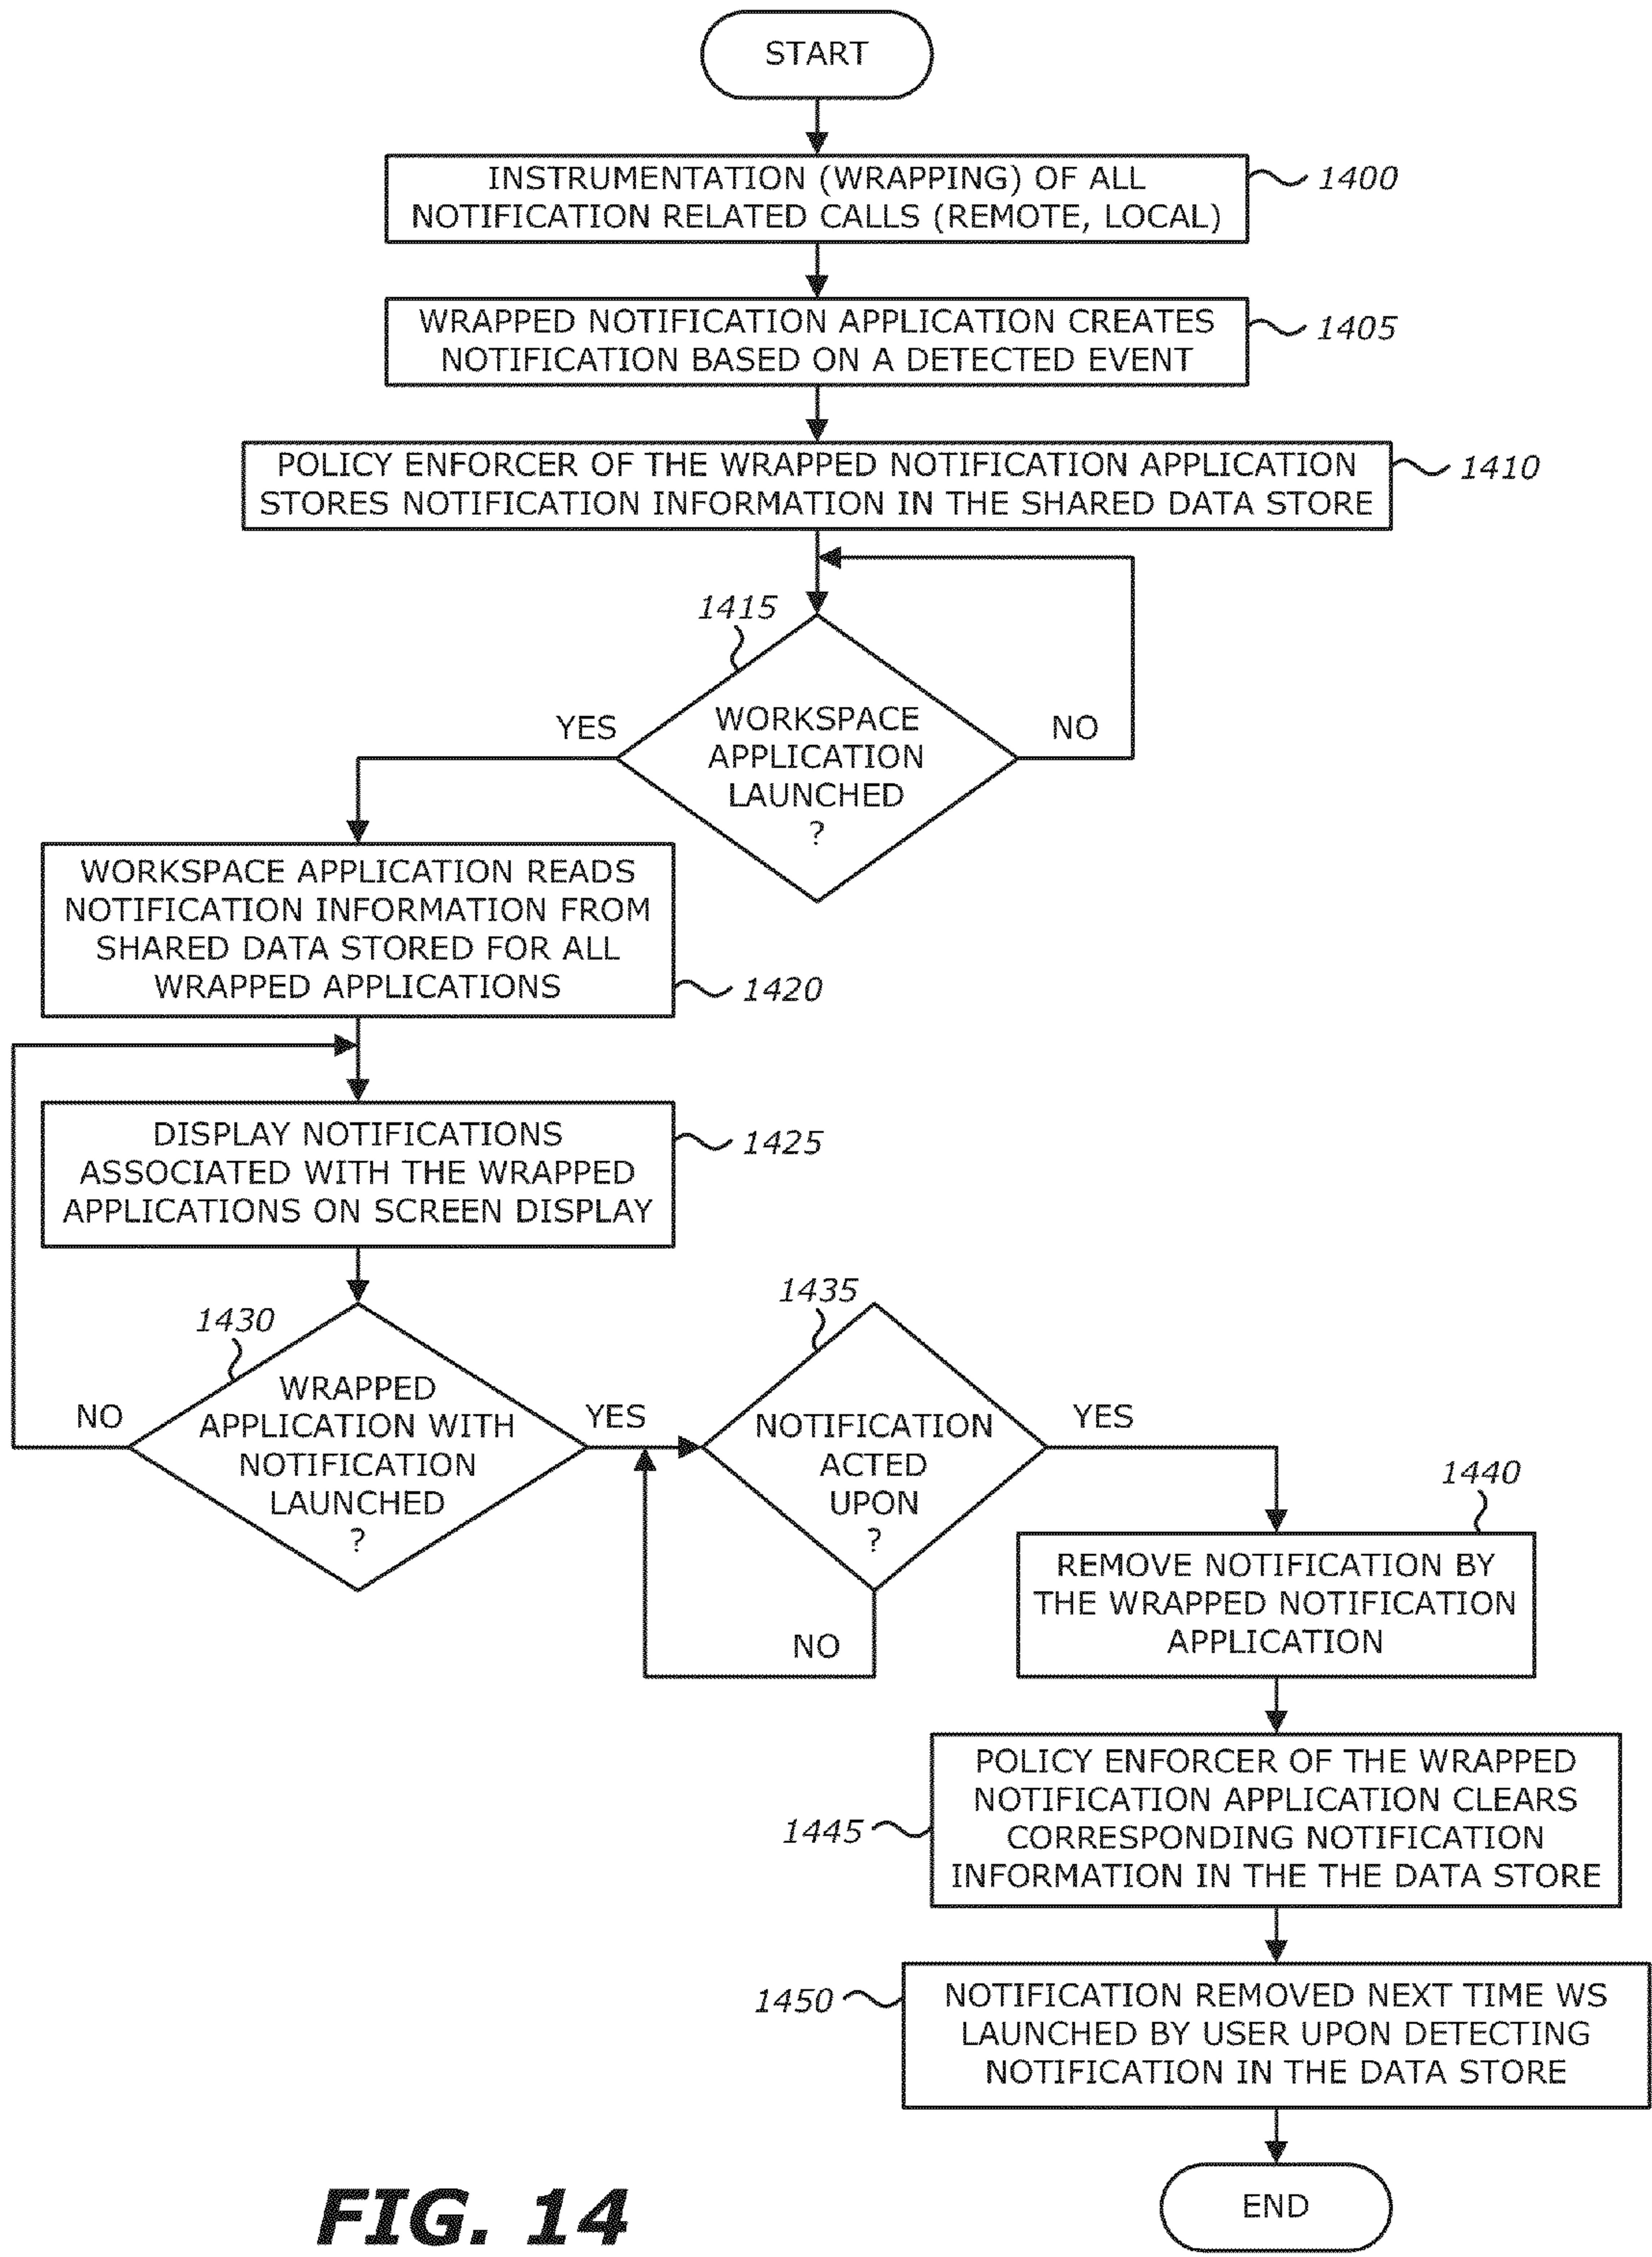 START
INSTRUMENTATION (WRAPPING) OF ALL
NOTIFICATION RELATED CALLS (REMOTE, LOCAL)
1400
WRAPPED NOTIFICATION APPLICATION CREATES
NOTIFICATION BASED ON A DETECTED EVENT
1405
POLICY ENFORCER OF THE WRAPPED NOTIFICATION APPLICATION
STORES NOTIFICATION INFORMATION IN THE SHARED DATA STORE
1410
1415
WORKSPACE
APPLICATION
LAUNCHED
?
YES
NO
WORKSPACE APPLICATION READS
NOTIFICATION INFORMATION FROM
SHARED DATA STORED FOR ALL
WRAPPED APPLICATIONS
1420
DISPLAY NOTIFICATIONS
ASSOCIATED WITH THE WRAPPED
APPLICATIONS ON SCREEN DISPLAY
1425
1430
WRAPPED
APPLICATION WITH
NOTIFICATION
LAUNCHED
?
NO
YES
1435
NOTIFICATION
ACTED
UPON
?
NO
YES
1440
REMOVE NOTIFICATION BY
THE WRAPPED NOTIFICATION
APPLICATION
POLICY ENFORCER OF THE WRAPPED
NOTIFICATION APPLICATION CLEARS
CORRESPONDING NOTIFICATION
INFORMATION IN THE THE DATA STORE
1445
NOTIFICATION REMOVED NEXT TIME WS
LAUNCHED BY USER UPON DETECTING
NOTIFICATION IN THE DATA STORE
1450
END
FIG. 14